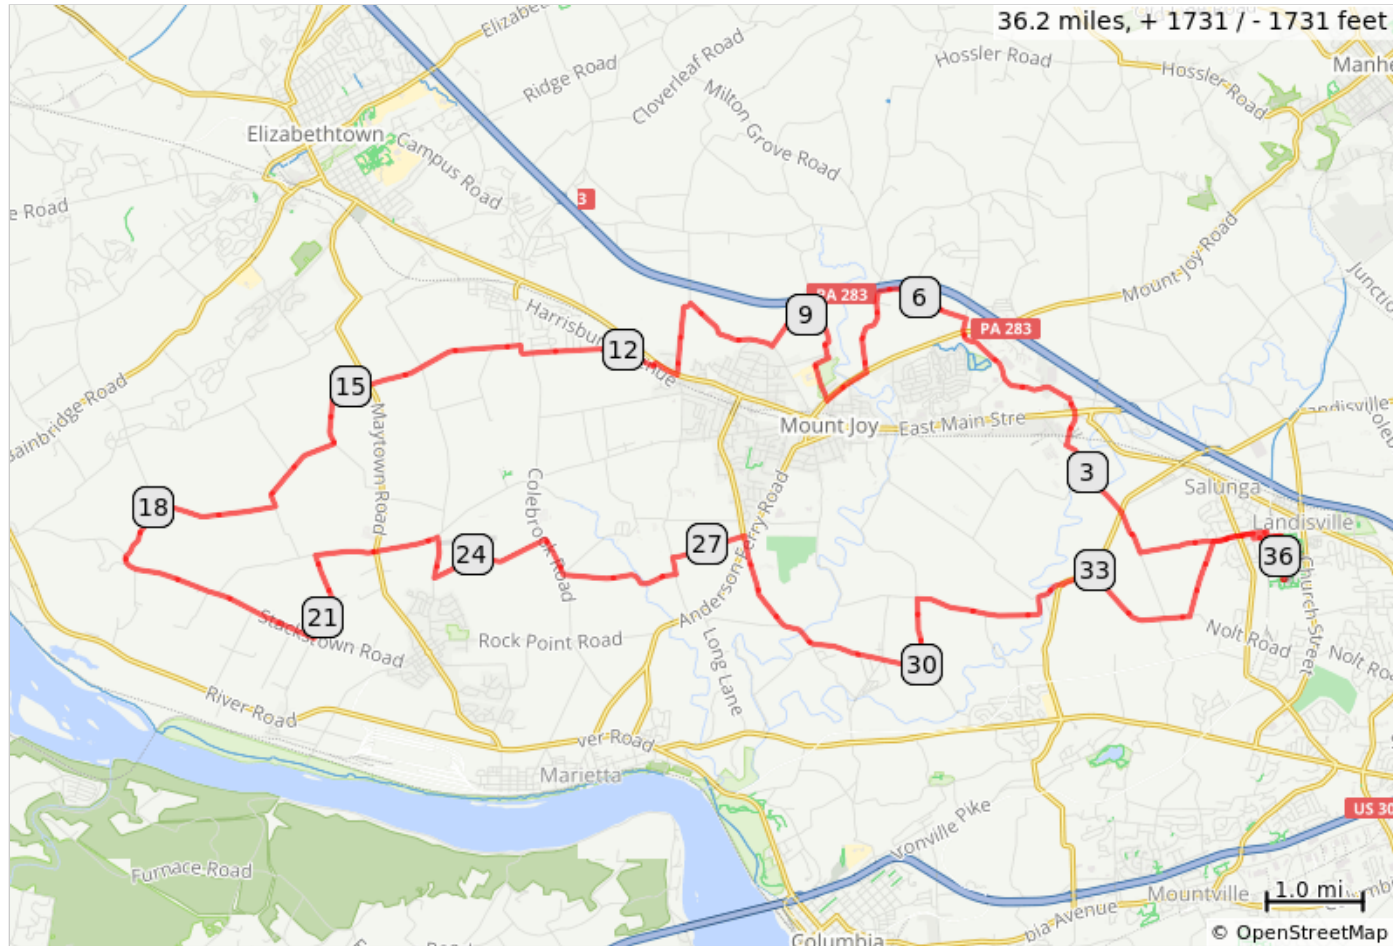 36.2 miles, + 1731 / - 1731 feet
Hossler Road
Manhe
Ridge Road
Cloverleaf Road
Hossler Road
Milton Grove Road
Elizabethtown
Campus Road
3
e Road
Mount Joy Road
PA 283
6
9
PA 283
Harrisbu
enue
12
15
Bainbridge Road
Maytown Road
Mount Joy
East Main Stre
3
Salunga
Landisville
18
Colebrook Road
Anderson Ferry Road
27
24
36
33
Church Street
21
Stackstown Road
Rock Point Road
Long Lane
30
Nolt Road
Nolt Ro
River Road
ver Road
Marietta
US 30
Furnace Road
Mountville
1.0 mi
bia Avenue
Columbia
© OpenStreetMap